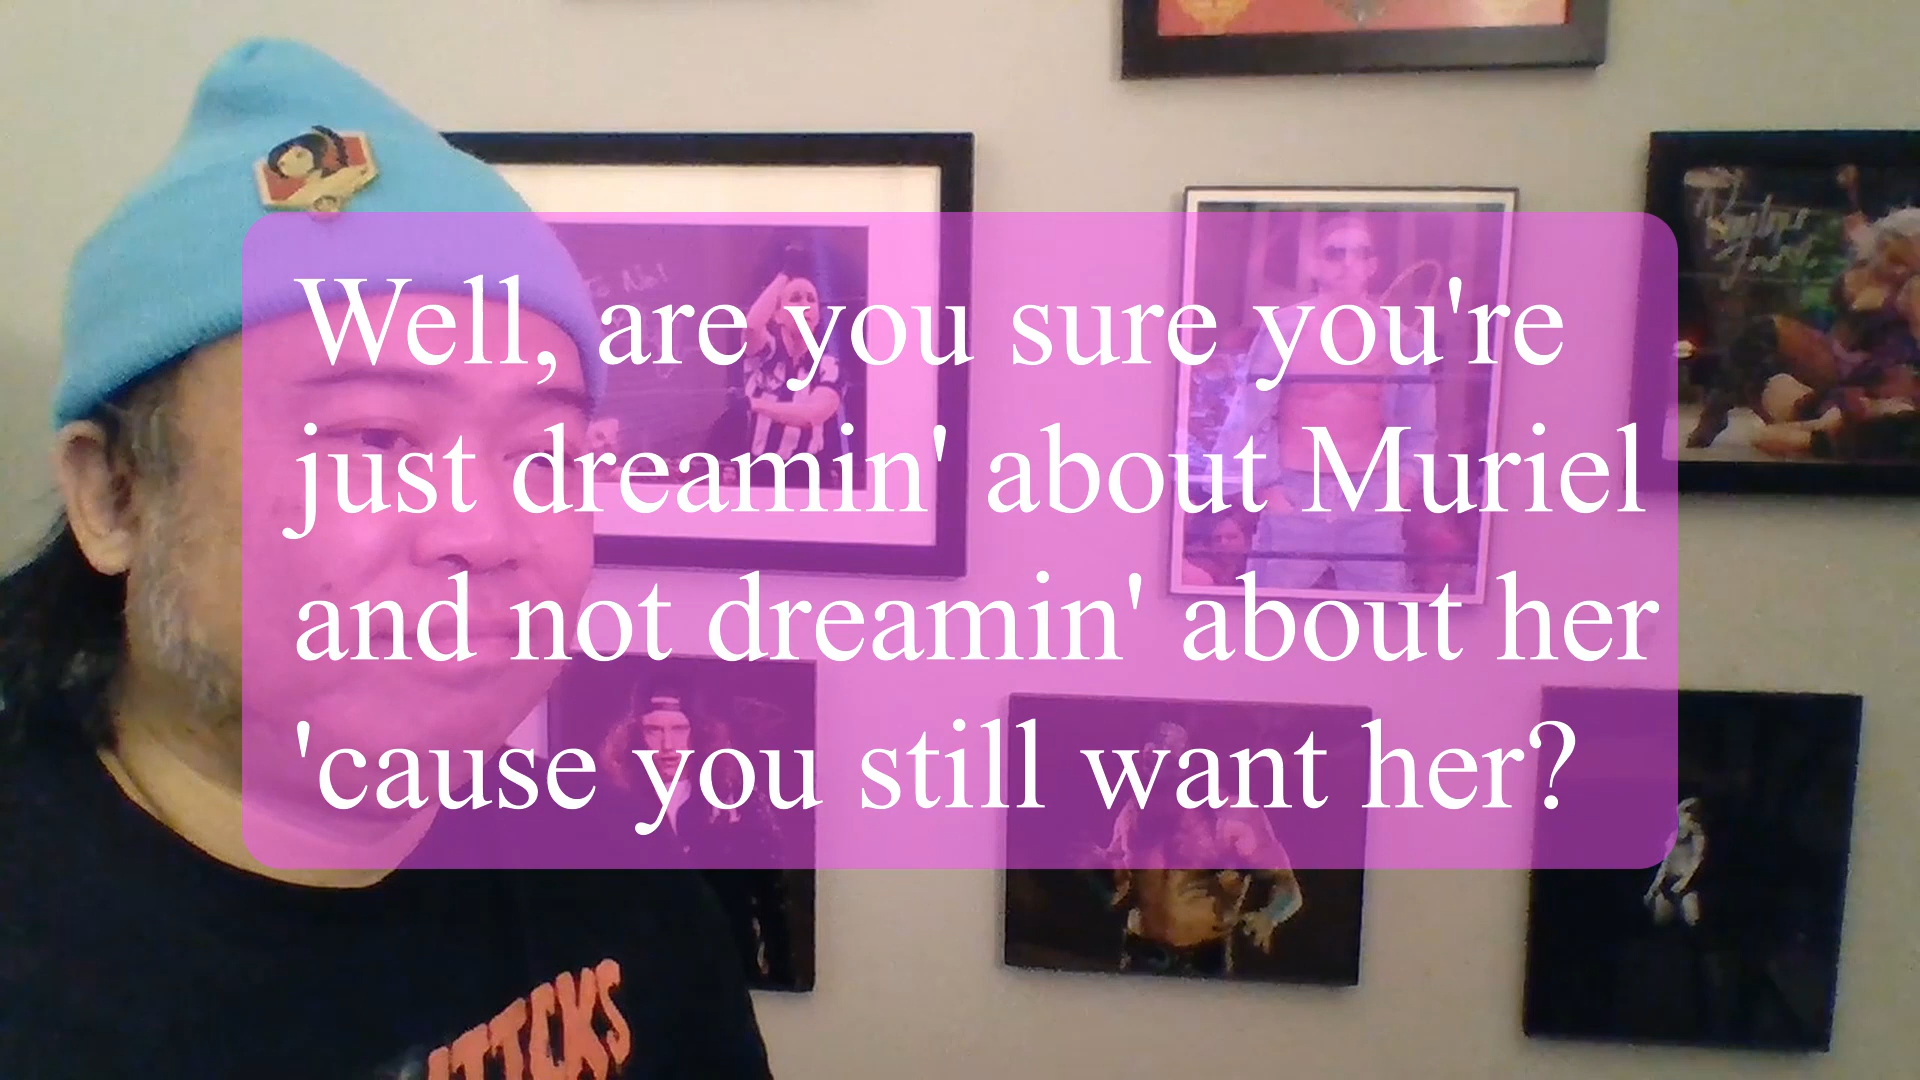 Well, are you sure you're
just dreamin' about Muriel
and not dreamin' about her
'cause you still want her?